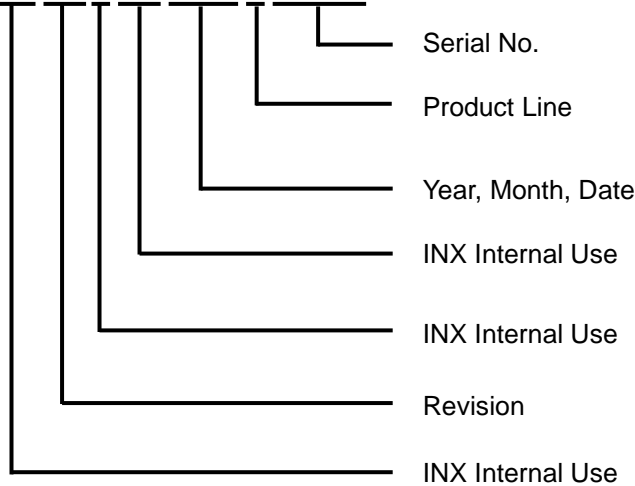 Serial No.
Product Line
Year, Month, Date
INX Internal Use
INX Internal Use
Revision
INX Internal Use